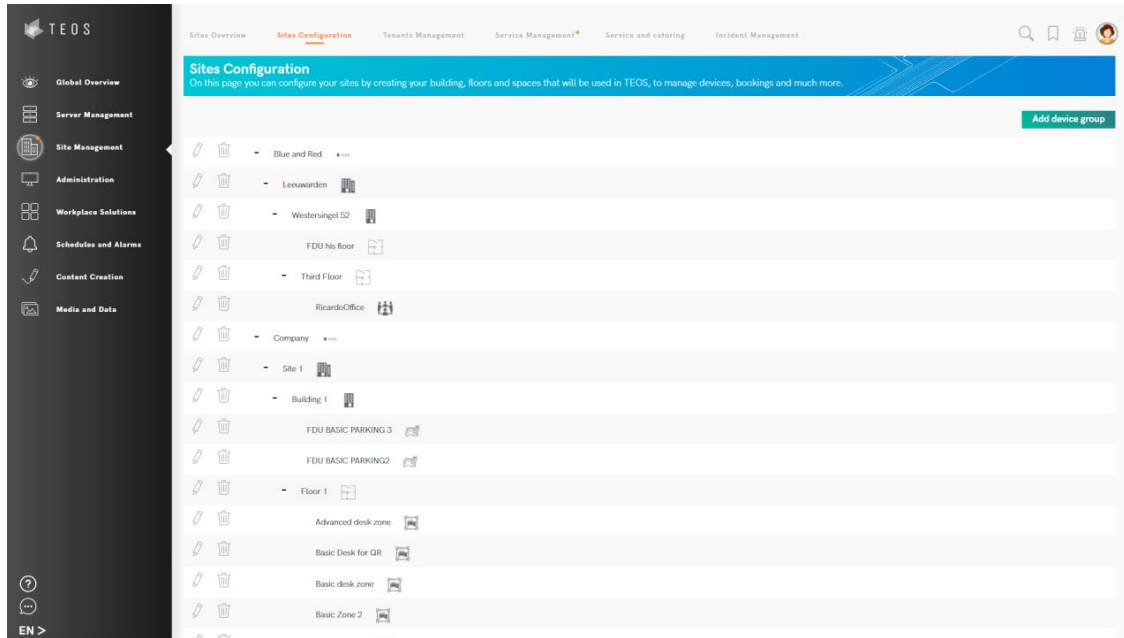 TEOS
Sites Overview Sites Configuration Tenants Management Service Management Service and catering Incident Management
Sites Configuration
On this page you can configure your sites by creating your building, floors and spaces that will be used in TEOS, to manage devices, bookings and much more.
Add device group
Global Overview
Server Management
Site Management
Administration
Workplace Solutions
Schedules and Alarms
Content Creation
Media and Data
- Blue and Red
- Leeuwarden
- Westersingel 52
FDU his floor
- Third Floor
RicardoOffice
- Company
- Site 1
- Building 1
FDU BASIC PARKING 3
FDU BASIC PARKING2
- Floor 1
Advanced desk zone
Basic Desk for QR
Basic desk zone
Basic Zone 2
?
EN >